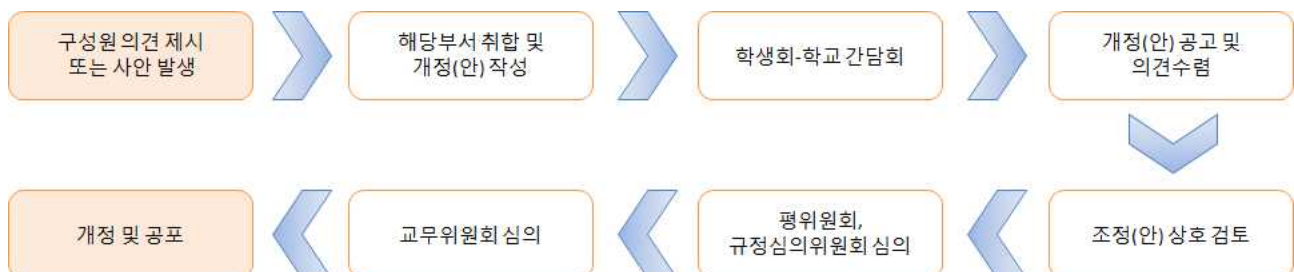 구성원 의견 제시
또는 사안 발생
해당부서 취합 및
개정(안) 작성
학생회-학교 간담회
개정(안) 공고 및
의견수렴
조정(안) 상호 검토
평위원회,
규정심의위원회 심의
교무위원회 심의
개정 및 공포